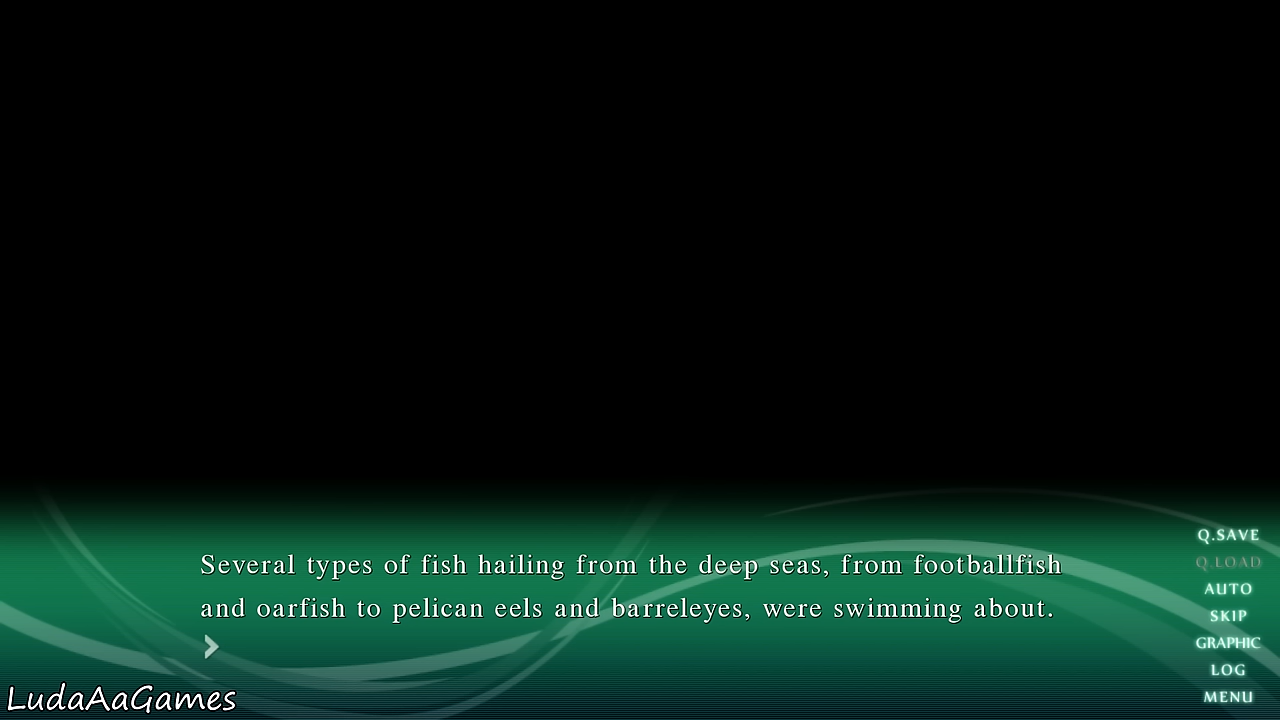 Several types of fish hailing from the deep seas, from footballfish
and oarfish to pelican eels and barreleyes, were swimming about.
Q.SAVE
Q.LOAD
AUTO
SKIP
GRAPHIC
LOG
MENU
LudaAaGames